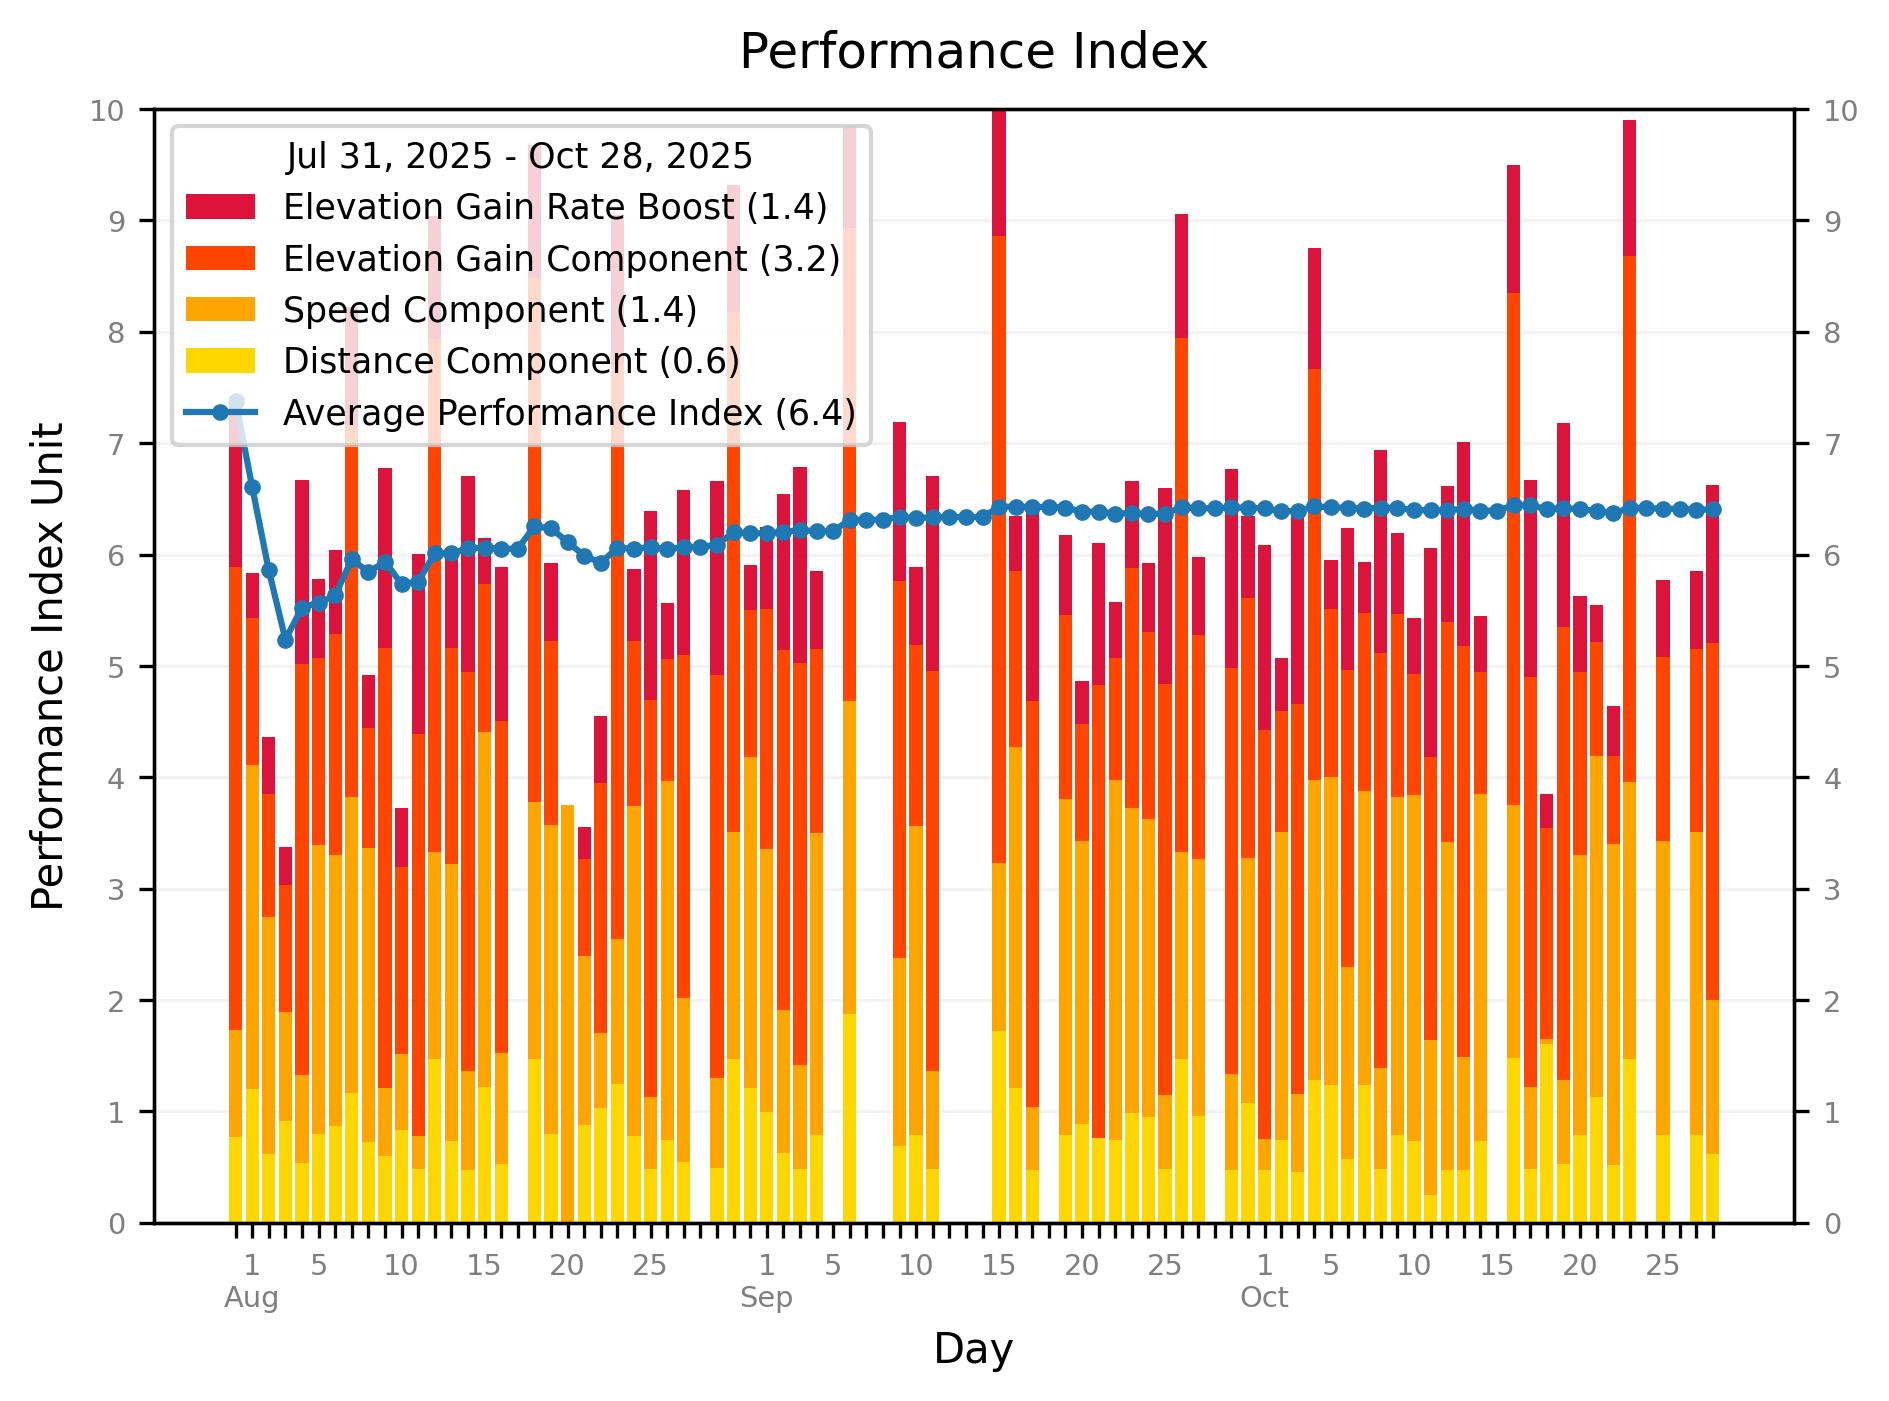 Performance Index
Jul 31, 2025 - Oct 28, 2025
Elevation Gain Rate Boost (1.4)
Elevation Gain Component (3.2)
Speed Component (1.4)
Distance Component (0.6)
Average Performance Index (6.4)
Performance Index Unit
10
9
8
7
6
5
4
3
2
1
0
10
9
8
7
6
5
4
3
2
1
0
1 5 10 15 20 25 1 5 10 15 20 25 1 5 10 15 20 25
Aug Sep Oct
Day